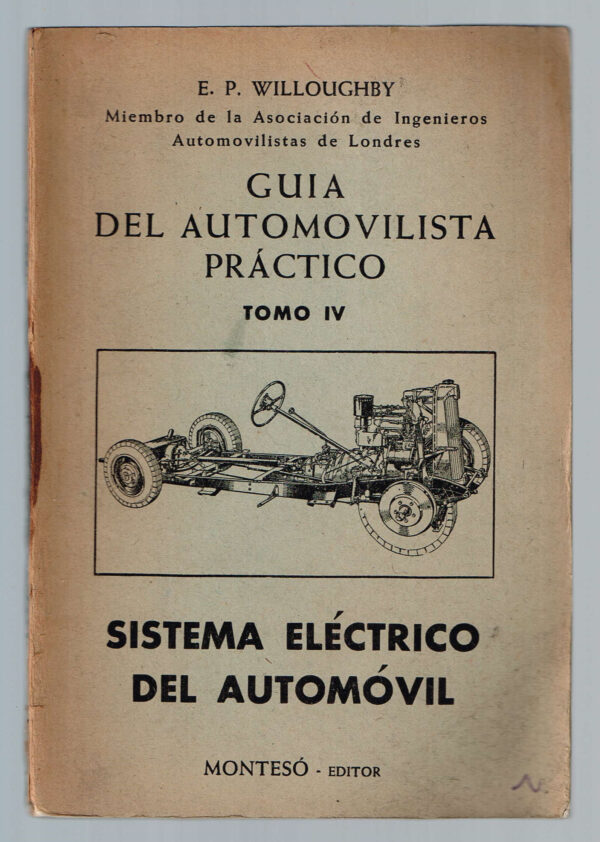 E. P. WILLOUGHBY
Miembro de la Asociación de Ingenieros
Automovilistas de Londres
GUIA
DEL AUTOMOVILISTA
PRÁCTICO
TOMO IV
SISTEMA ELÉCTRICO
DEL AUTOMÓVIL
MONTESÓ - EDITOR